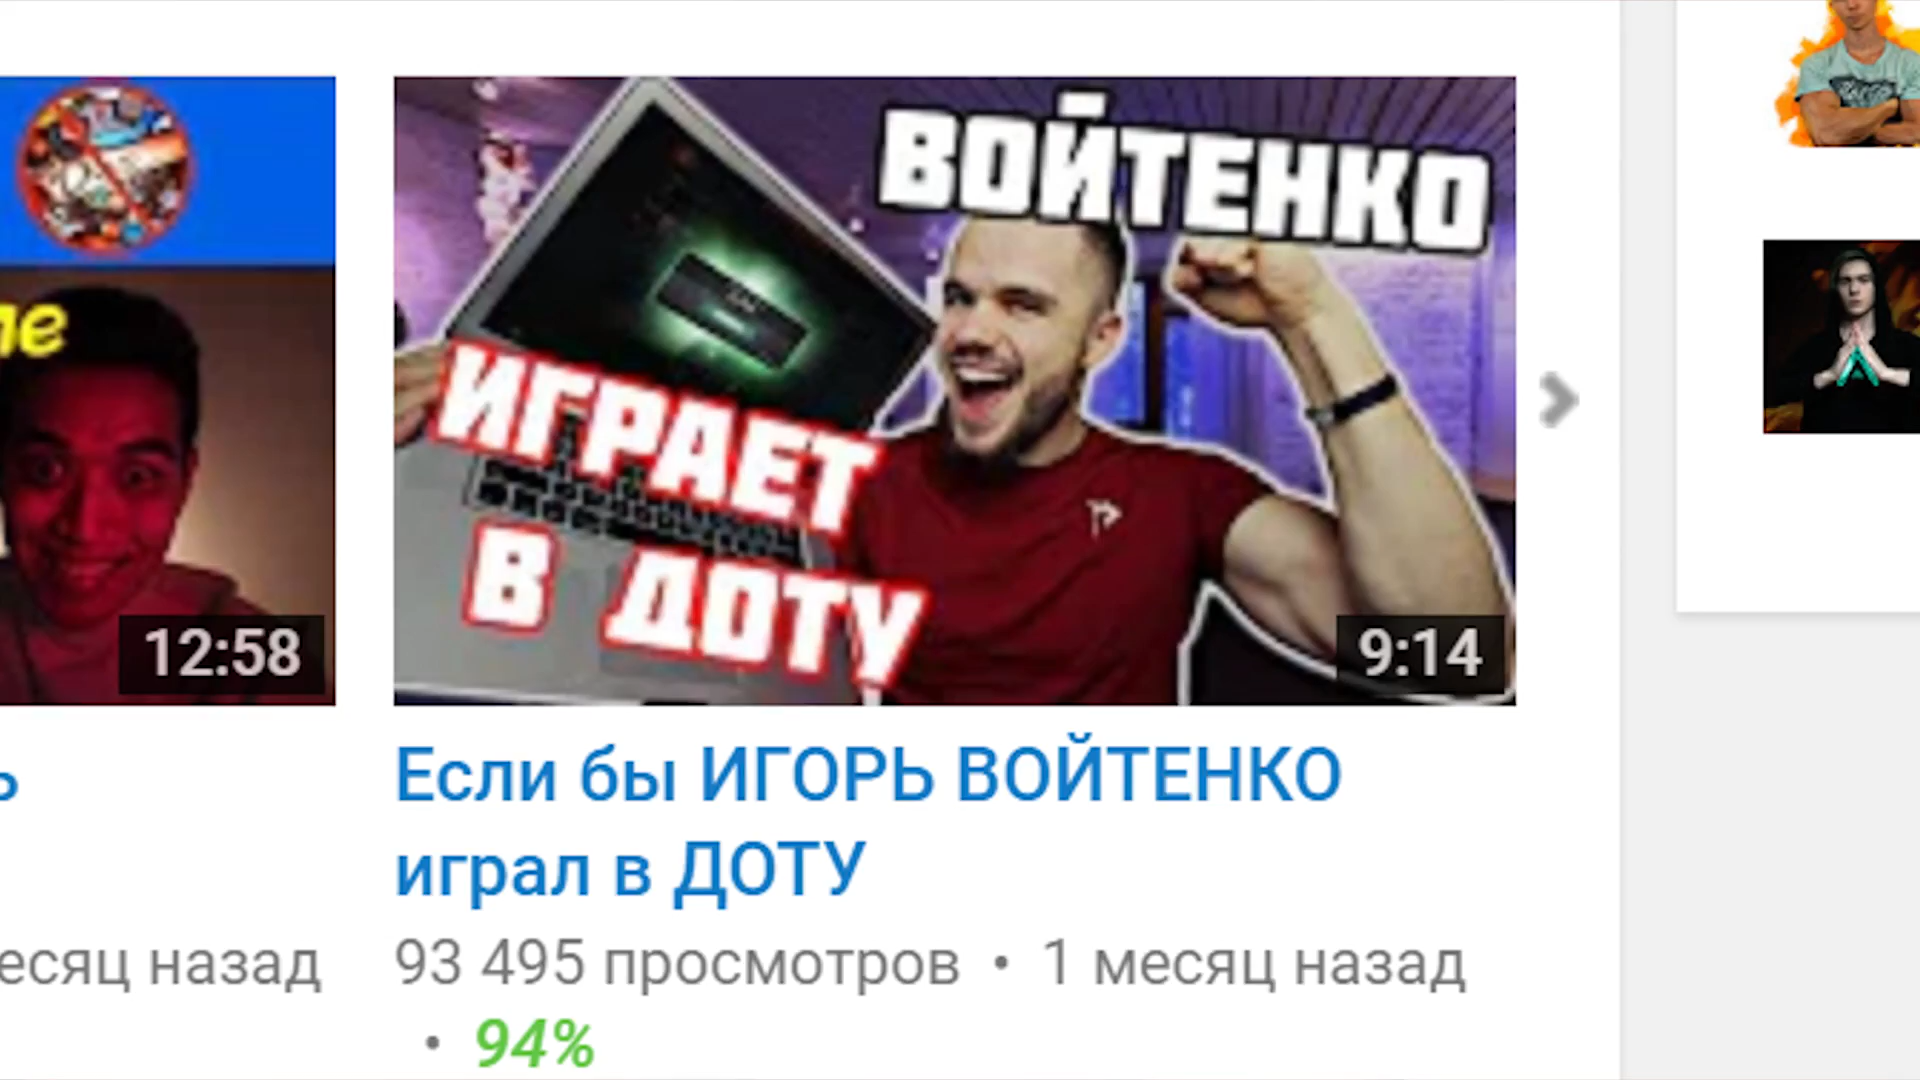 ле
12:58
ВОЙТЕНКО
ИГРАЕТ
В ДОТУ
9:14
ь
Если бы ИГОРЬ ВОЙТЕНКО
играл в ДОТУ
есяц назад
93 495 просмотров • 1 месяц назад
• 94%